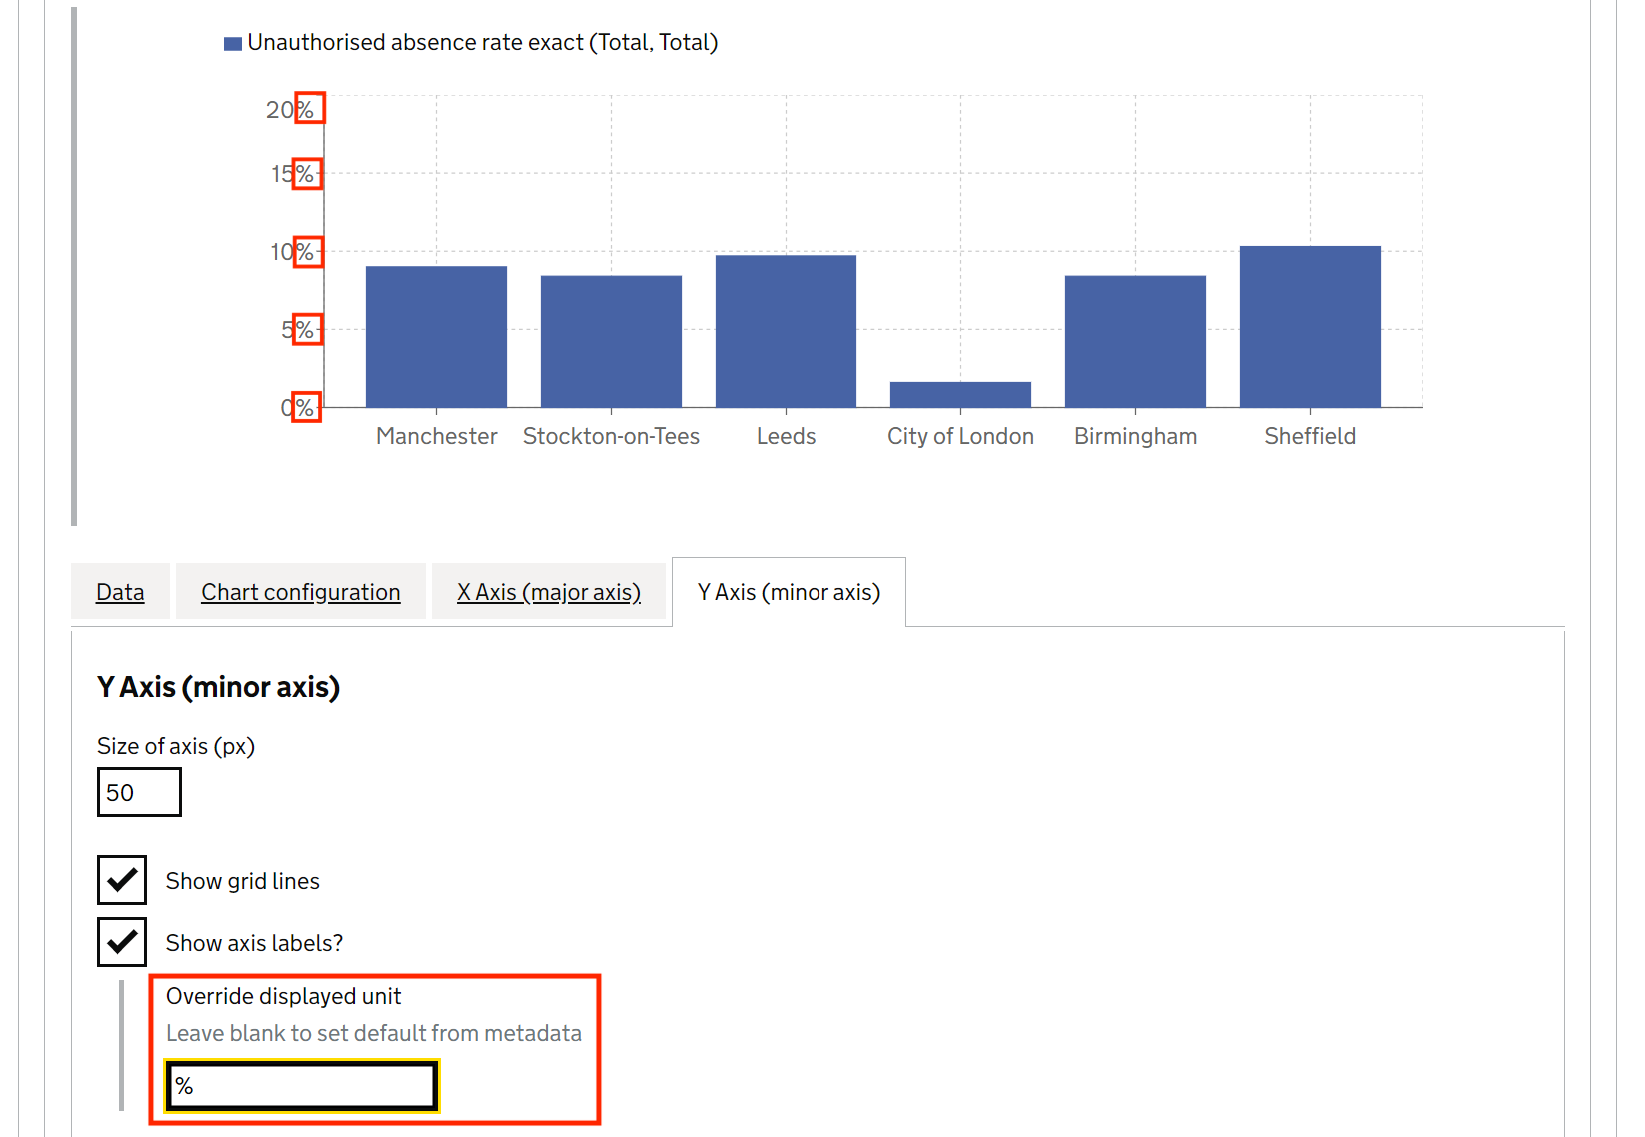 Unauthorised absence rate exact (Total, Total)
20%
15%
10%
5%
0%
Manchester Stockton-on-Tees Leeds City of London Birmingham Sheffield
Data Chart configuration X Axis (major axis) Y Axis (minor axis)
Y Axis (minor axis)
Size of axis (px)
50
Show grid lines
Show axis labels?
Override displayed unit
Leave blank to set default from metadata
%